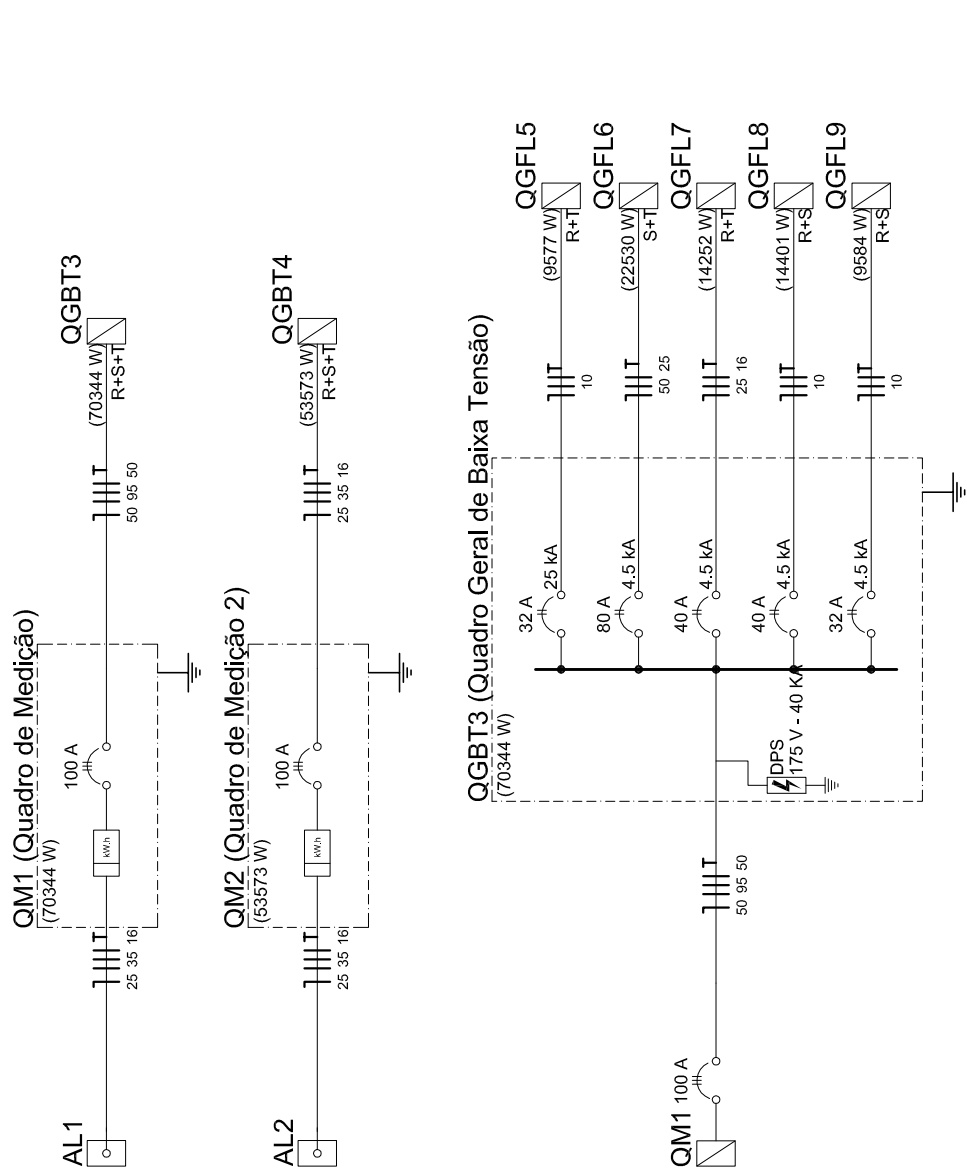 AL1
25 35 16
QM1 (Quadro de Medição)
(70344 W)
kW.h
100 A
50 95 50
(70344 W)
R+S+T
QGBT3
AL2
25 35 16
QM2 (Quadro de Medição 2)
(53573 W)
kW.h
100 A
25 35 16
(53573 W)
R+S+T
QGBT4
QM1
100 A
50 95 50
QGBT3 (Quadro Geral de Baixa Tensão)
(70344 W)
DPS
175 V - 40 KA
32 A
25 kA
10
(9577 W)
R+T
QGFL5
80 A
4.5 kA
50 25
(22530 W)
S+T
QGFL6
40 A
4.5 kA
25 16
(14252 W)
R+T
QGFL7
40 A
4.5 kA
10
(14401 W)
R+S
QGFL8
32 A
4.5 kA
10
(9584 W)
R+S
QGFL9